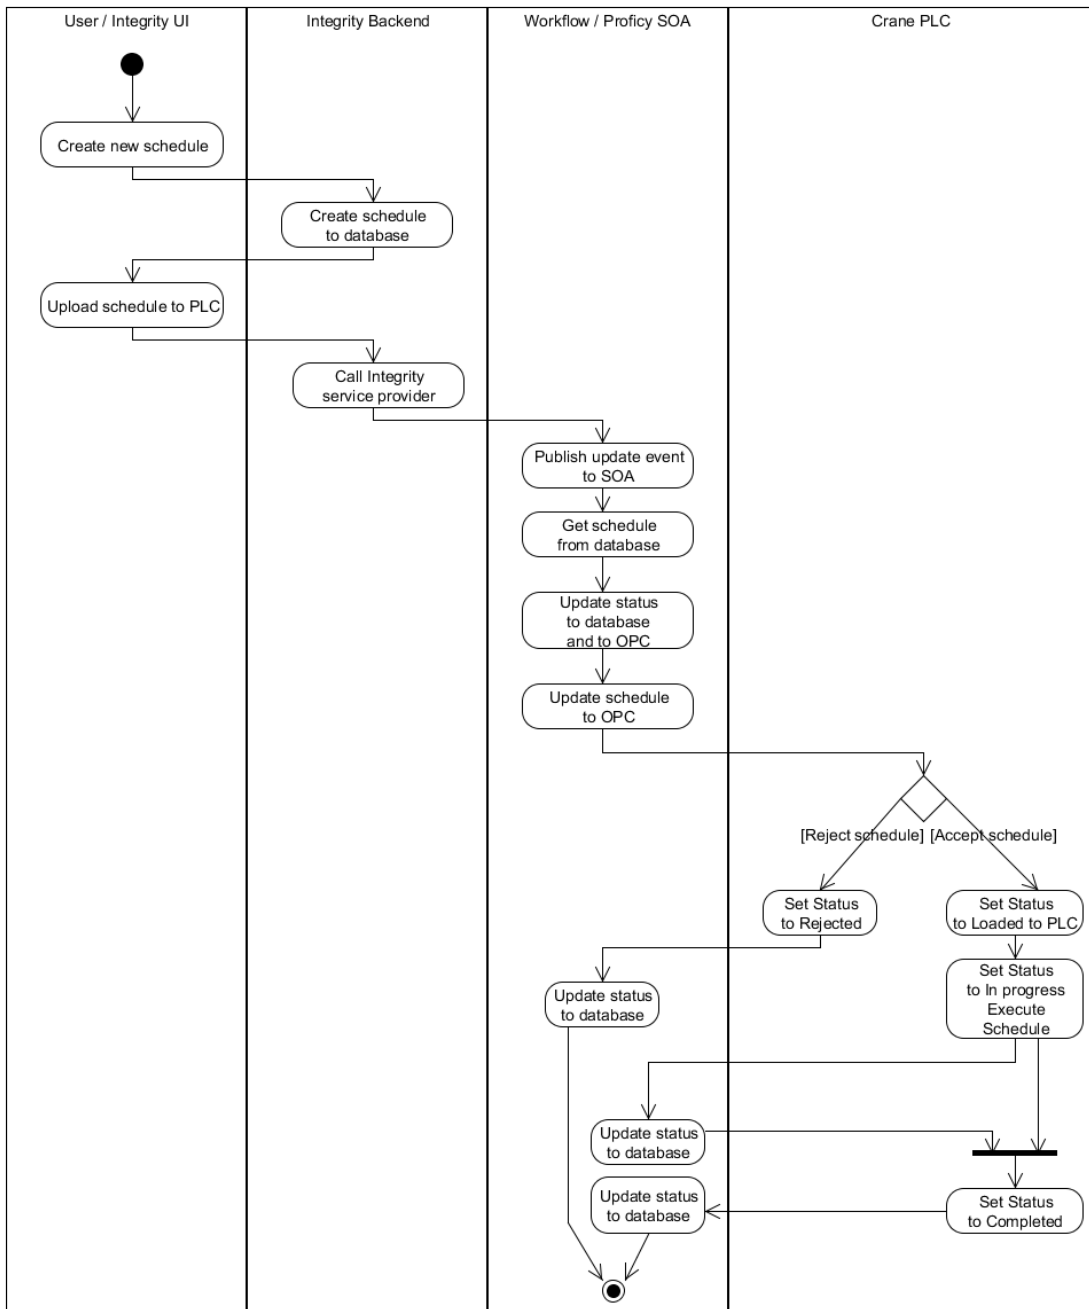 User / Integrity UI
Integrity Backend
Workflow / Proficy SOA
Crane PLC
Create new schedule
Create schedule
to database
Upload schedule to PLC
Call Integrity
service provider
Publish update event
to SOA
Get schedule
from database
Update status
to database
and to OPC
Update schedule
to OPC
[Reject schedule]
[Accept schedule]
Set Status
to Rejected
Set Status
to Loaded to PLC
Update status
to database
Set Status
to In progress
Execute
Schedule
Update status
to database
Update status
to database
Set Status
to Completed